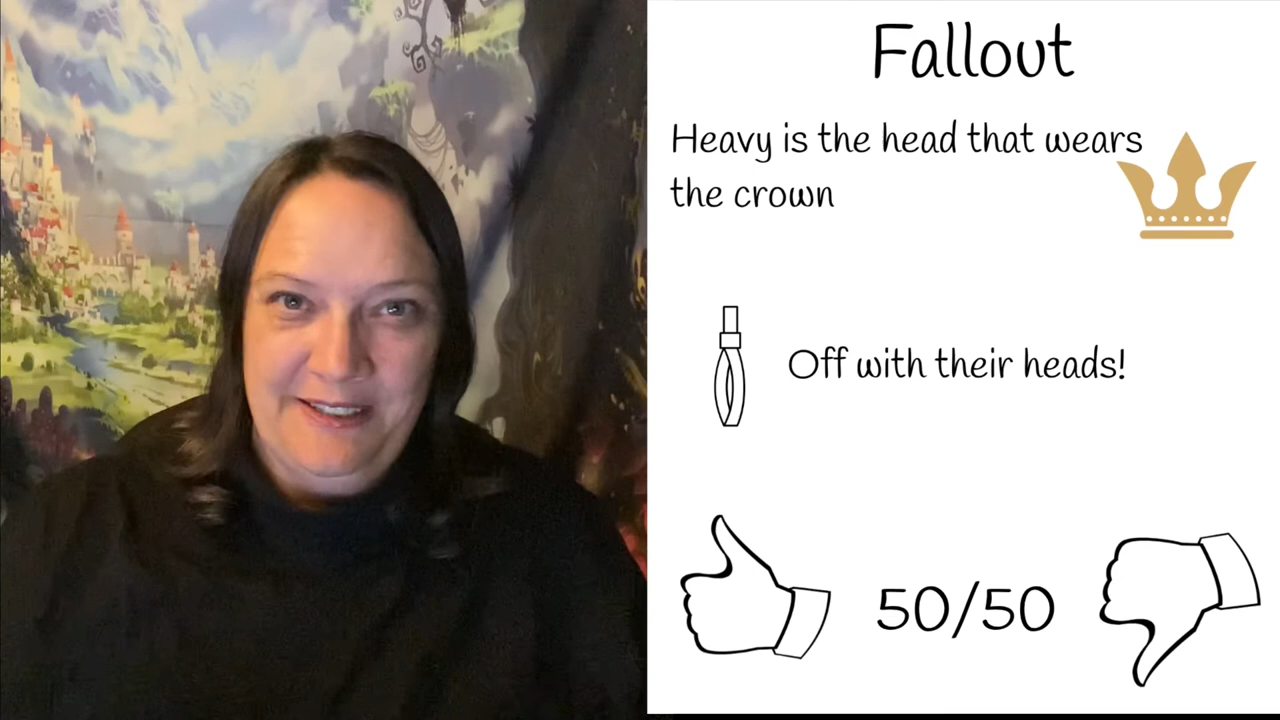 Fallout
Heavy is the head that wears
the crown
Off with their heads!
50/50